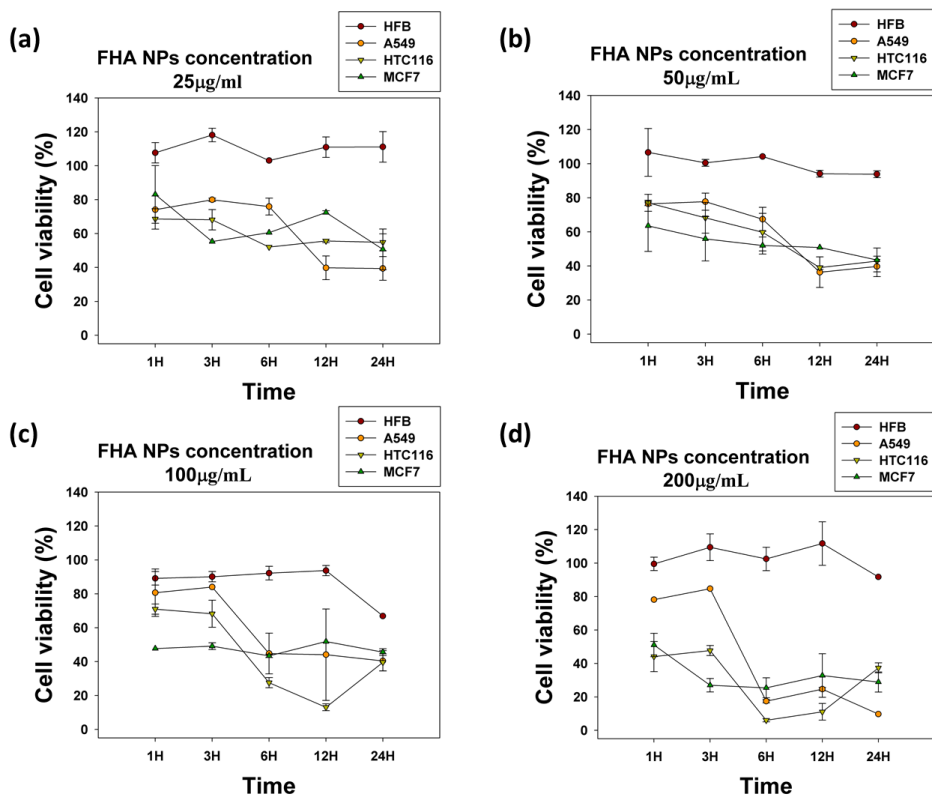 (a)
FHA NPs concentration
25μg/ml
HFB
A549
HTC116
MCF7
Cell viability (%)
140
120
100
80
60
40
20
0
1H 3H 6H 12H 24H
Time
(b)
FHA NPs concentration
50μg/mL
HFB
A549
HTC116
MCF7
Cell viability (%)
140
120
100
80
60
40
20
0
1H 3H 6H 12H 24H
Time
(c)
FHA NPs concentration
100μg/mL
HFB
A549
HTC116
MCF7
Cell viability (%)
140
120
100
80
60
40
20
0
1H 3H 6H 12H 24H
Time
(d)
FHA NPs concentration
200μg/mL
HFB
A549
HTC116
MCF7
Cell viability (%)
140
120
100
80
60
40
20
0
1H 3H 6H 12H 24H
Time